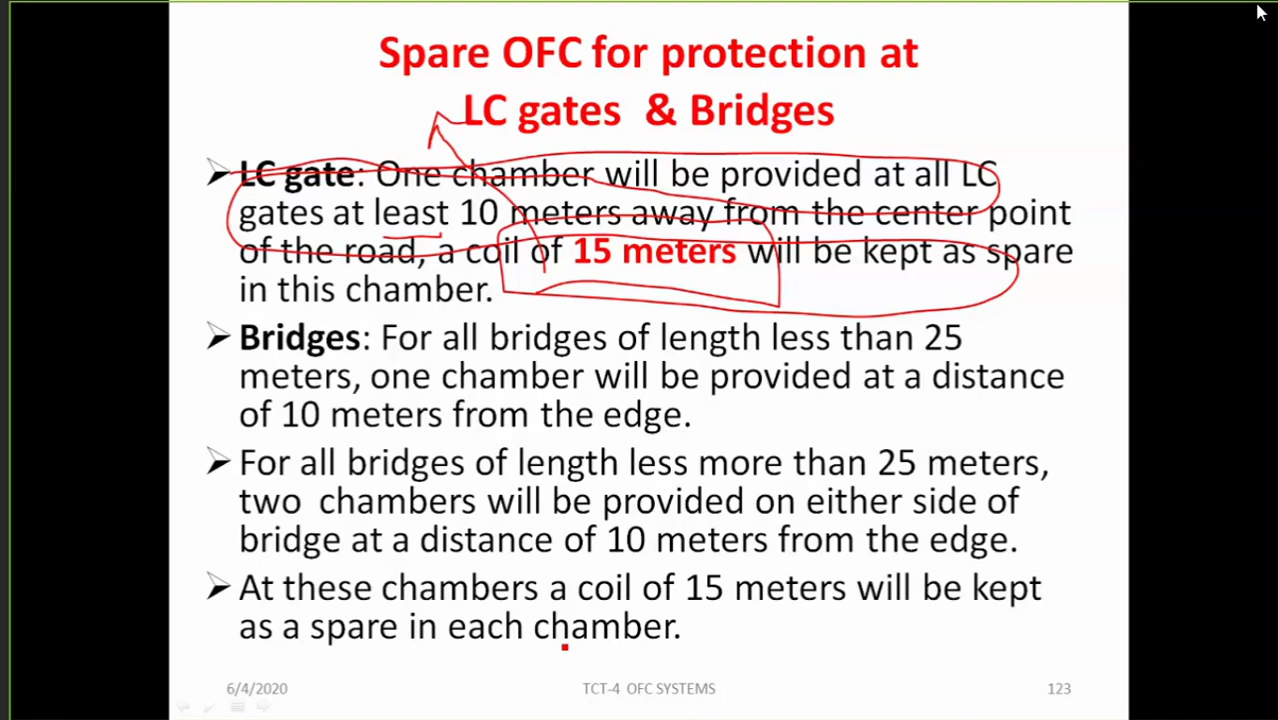 Spare OFC for protection at
LC gates & Bridges
➢ LC gate: One chamber will be provided at all LC
gates at least 10 meters away from the center point
of the road, a coil of 15 meters will be kept as spare
in this chamber.
➢ Bridges: For all bridges of length less than 25
meters, one chamber will be provided at a distance
of 10 meters from the edge.
➢ For all bridges of length less more than 25 meters,
two chambers will be provided on either side of
bridge at a distance of 10 meters from the edge.
➢ At these chambers a coil of 15 meters will be kept
as a spare in each chamber.
6/4/2020 TCT-4 OFC SYSTEMS 123